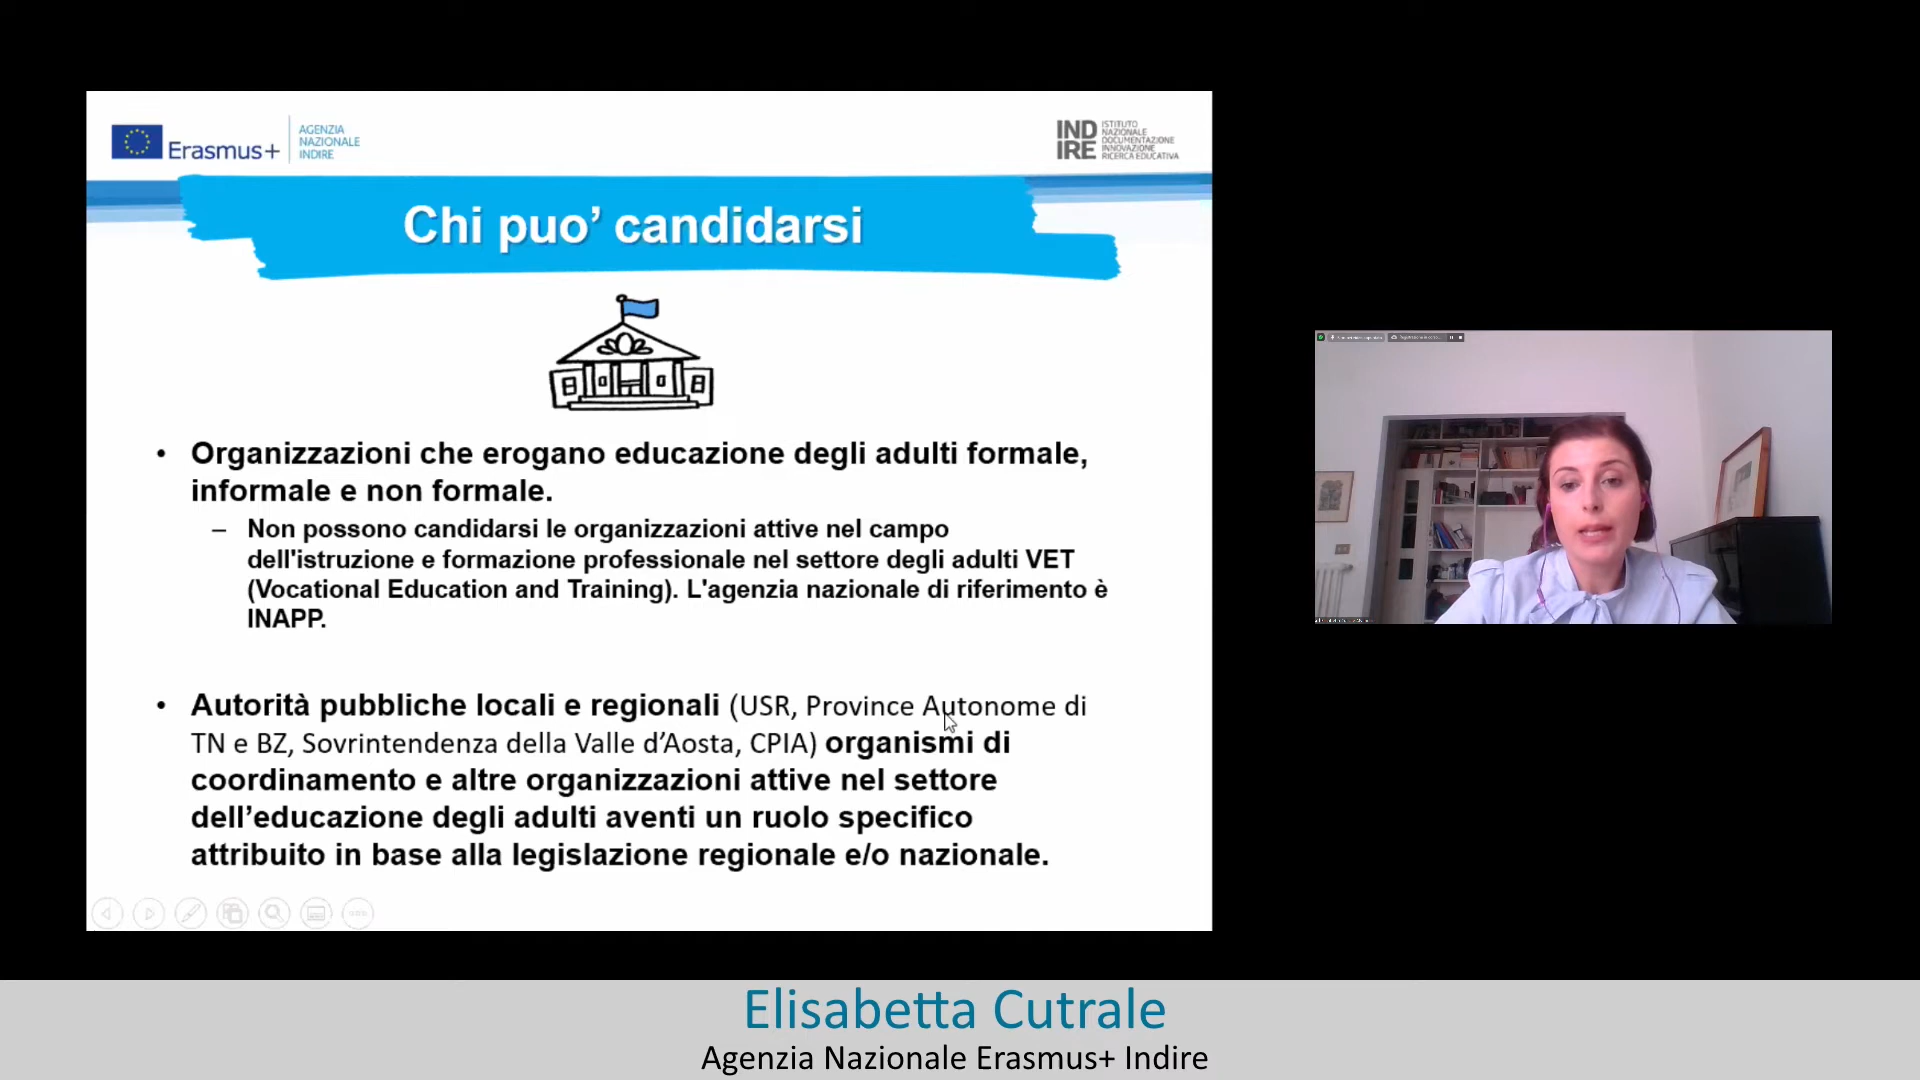 Erasmus+
AGENZIA
NAZIONALE
INDIRE
IND
IRE
ISTITUTO
NAZIONALE
DOCUMENTAZIONE
INNOVAZIONE
RICERCA EDUCATIVA
Chi puo’ candidarsi
• Organizzazioni che erogano educazione degli adulti formale,
informale e non formale.
– Non possono candidarsi le organizzazioni attive nel campo
dell'istruzione e formazione professionale nel settore degli adulti VET
(Vocational Education and Training). L'agenzia nazionale di riferimento è
INAPP.
• Autorità pubbliche locali e regionali (USR, Province Autonome di
TN e BZ, Sovrintendenza della Valle d’Aosta, CPIA) organismi di
coordinamento e altre organizzazioni attive nel settore
dell’educazione degli adulti aventi un ruolo specifico
attribuito in base alla legislazione regionale e/o nazionale.
Elisabetta Cutrale
Agenzia Nazionale Erasmus+ Indire